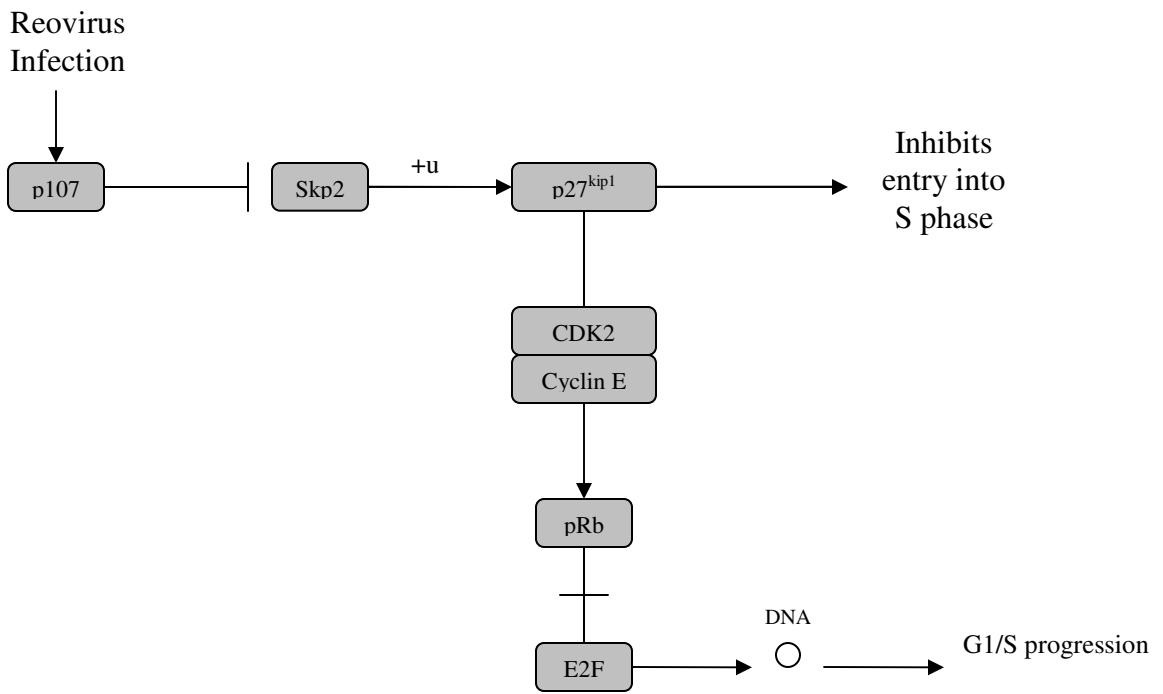 Reovirus
Infection
p107
Skp2
+u
p27kip1
Inhibits
entry into
S phase
CDK2
Cyclin E
pRb
E2F
DNA
G1/S progression